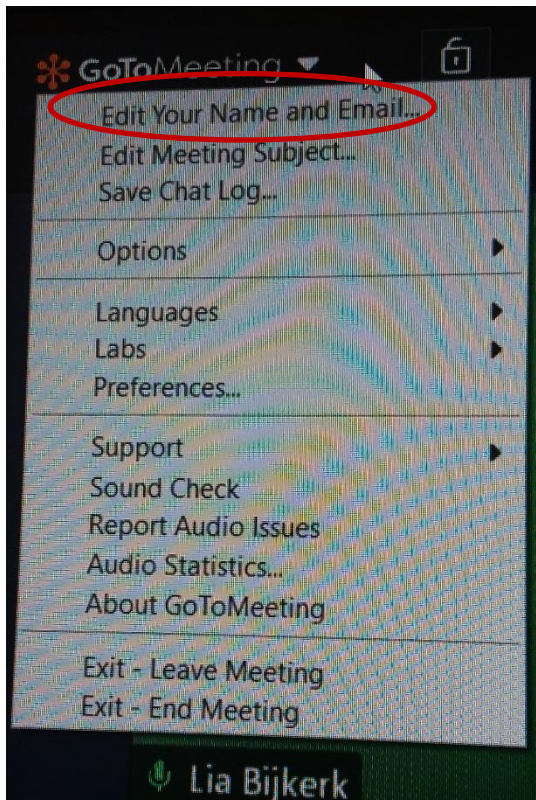 GoToMeeting
Edit Your Name and Email...
Edit Meeting Subject...
Save Chat Log...
Options
Languages
Labs
Preferences...
Support
Sound Check
Report Audio Issues
Audio Statistics...
About GoToMeeting
Exit - Leave Meeting
Exit - End Meeting
Lia Bijkerk